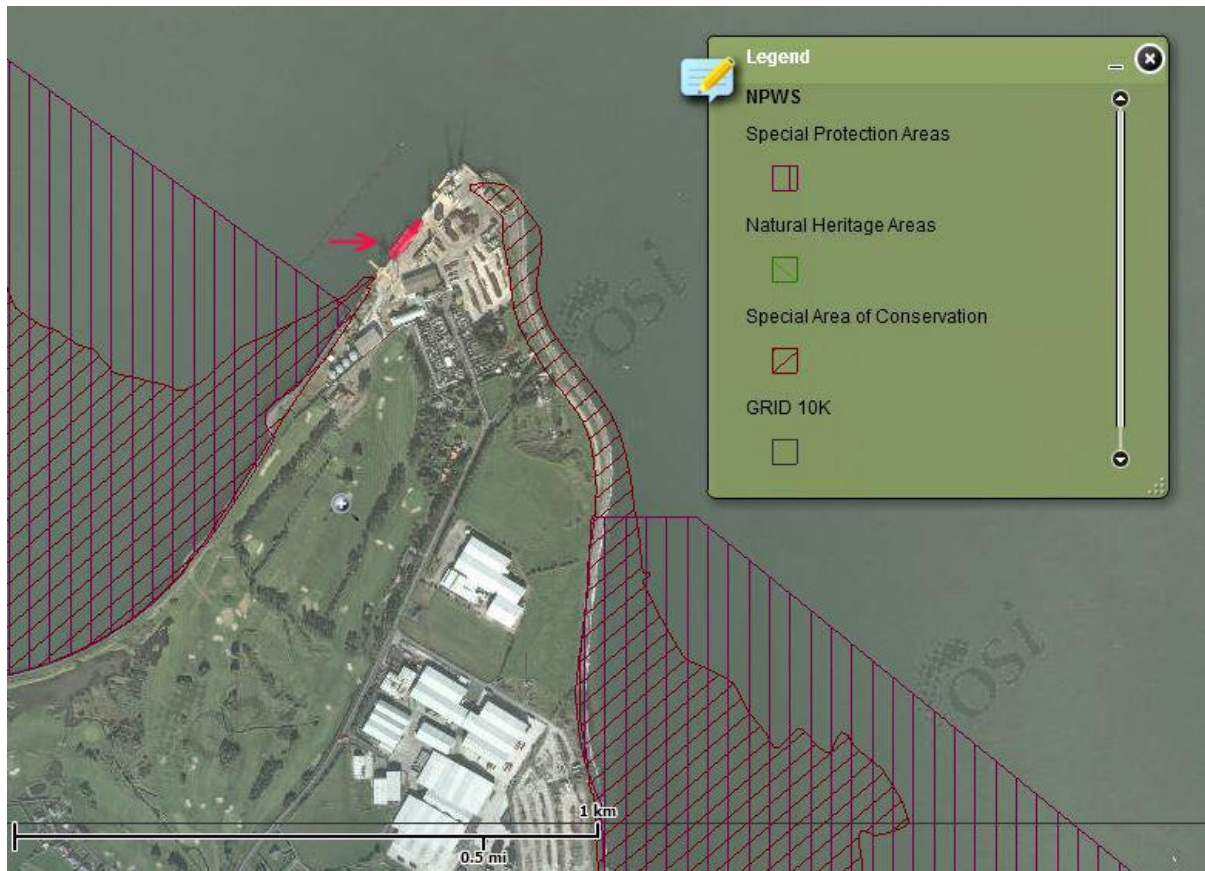 Legend
NPWS
Special Protection Areas
Natural Heritage Areas
Special Area of Conservation
GRID 10K
osi
osi
1 km
0.5 mi